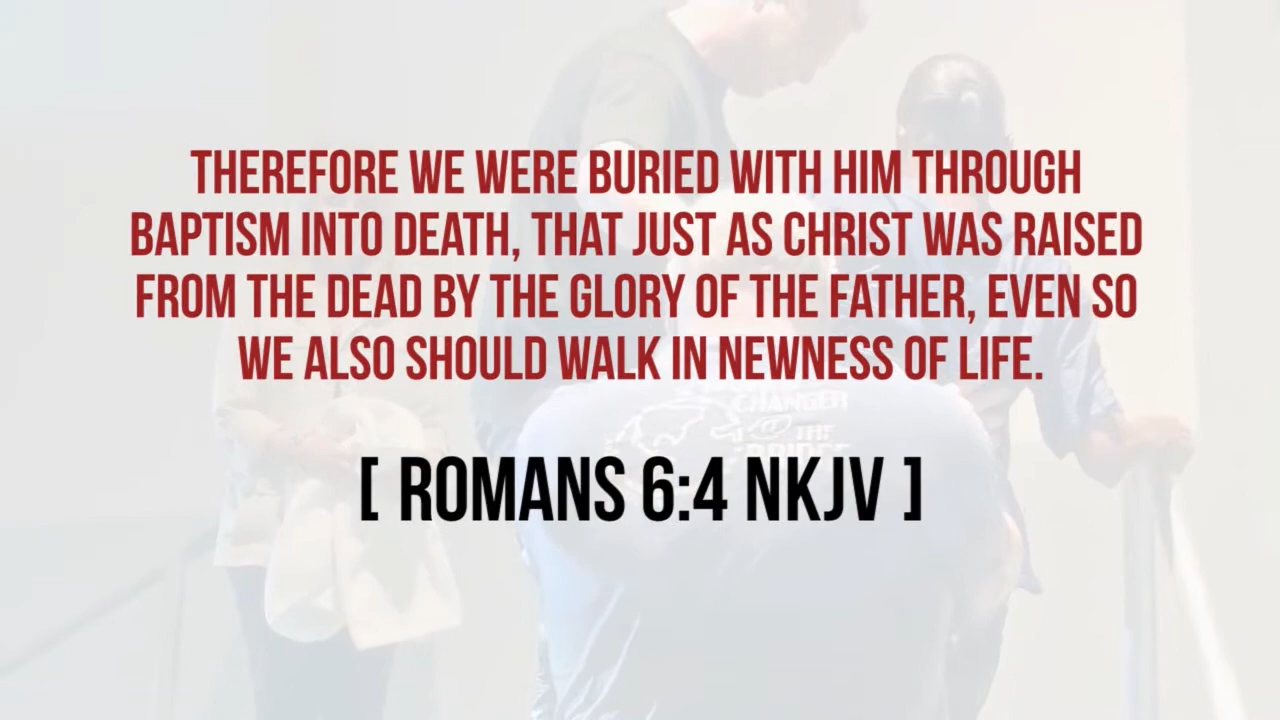 THEREFORE WE WERE BURIED WITH HIM THROUGH
BAPTISM INTO DEATH, THAT JUST AS CHRIST WAS RAISED
FROM THE DEAD BY THE GLORY OF THE FATHER, EVEN SO
WE ALSO SHOULD WALK IN NEWNESS OF LIFE.
[ ROMANS 6:4 NKJV ]
CHANGER
@ THE